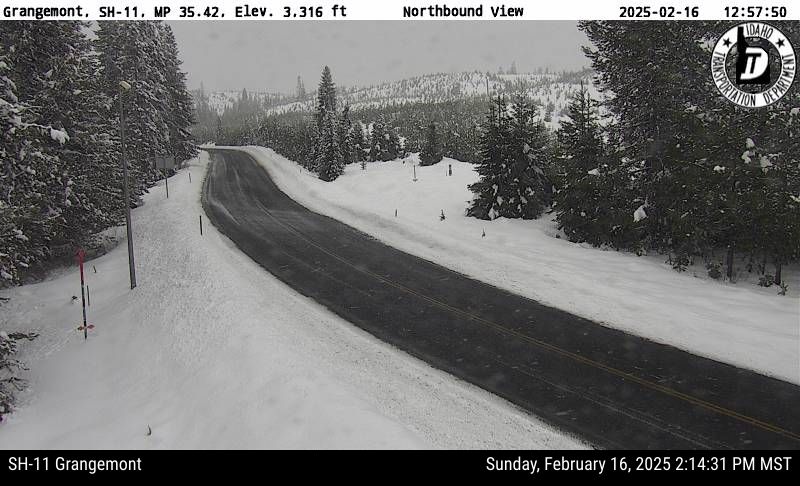 Grangemont, SH-11, MP 35.42, Elev. 3,316 ft Northbound View 2025-02-16 12:57:50
IDAHO TRANSPORTATION DEPARTMENT
SH-11 Grangemont Sunday, February 16, 2025 2:14:31 PM MST